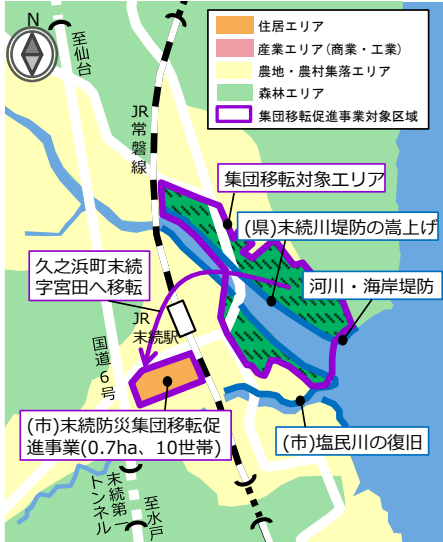 N
至仙台
住居エリア
産業エリア(商業・工業)
農地・農村集落エリア
森林エリア
集団移転促進事業対象区域
JR
常磐線
集団移転対象エリア
(県)末続川堤防の嵩上げ
久之浜町末続
字宮田へ移転
河川・海岸堤防
JR
末続駅
国道6号
(市)末続防災集団移転促
進事業(0.7ha、10世帯)
(市)塩民川の復旧
末続第一
トンネル
至水戸